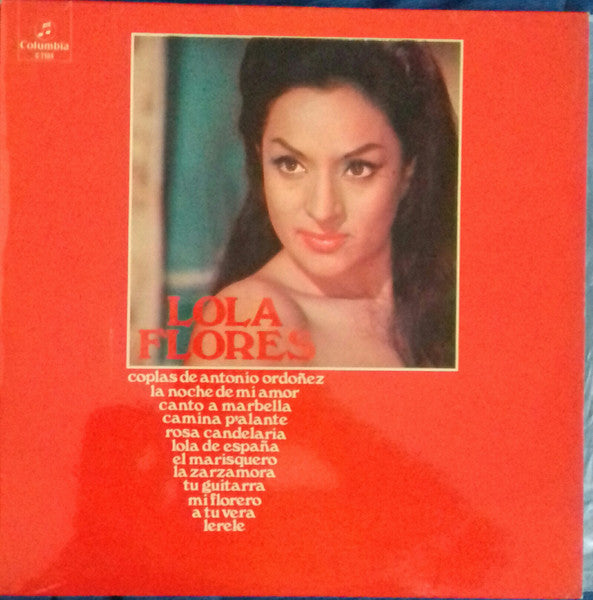 Columbia
LOLA
FLORES
coplas de antonio ordoñez
la noche de mi amor
canto a marbella
camina p'alante
rosa candelaria
lola de españa
el marisquero
la zarzamora
tu guitarra
mi florero
a tu vera
lerele